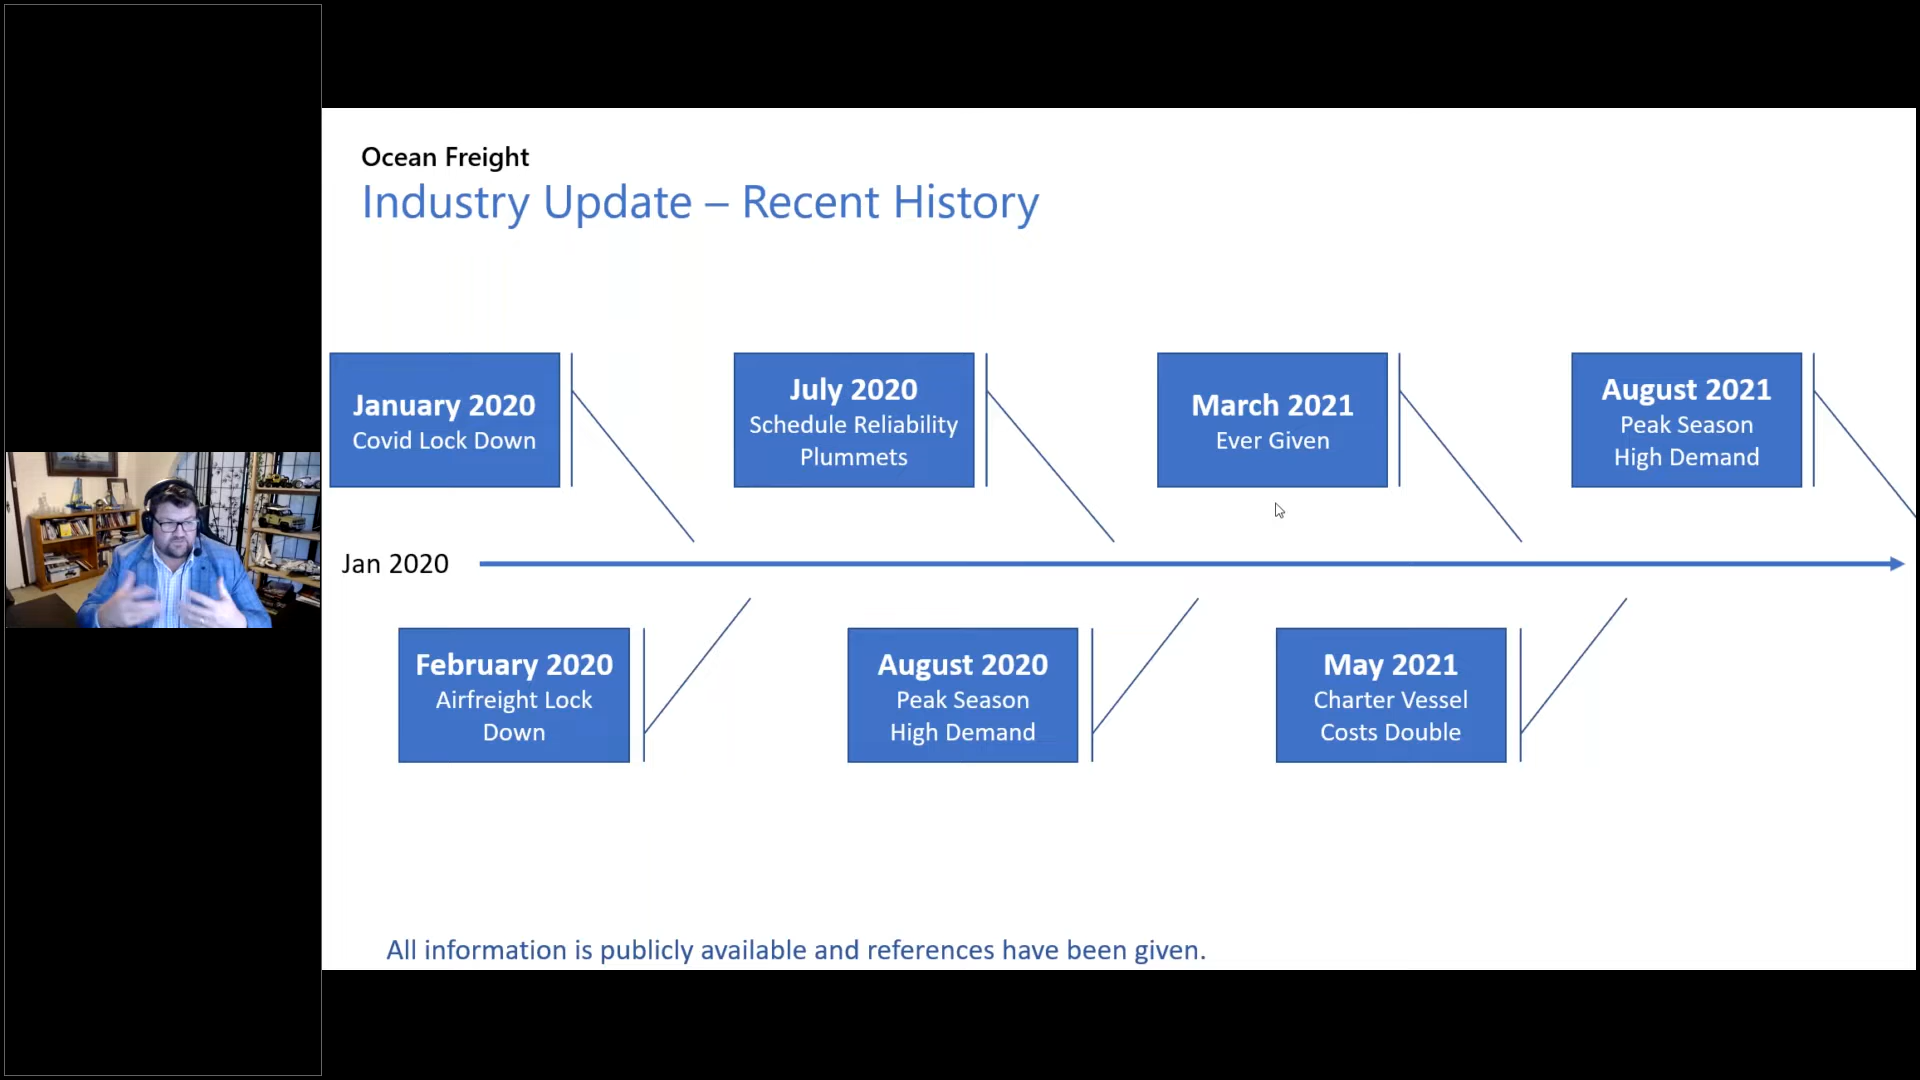 Ocean Freight
Industry Update – Recent History
January 2020
Covid Lock Down
July 2020
Schedule Reliability
Plummets
March 2021
Ever Given
August 2021
Peak Season
High Demand
Jan 2020
February 2020
Airfreight Lock
Down
August 2020
Peak Season
High Demand
May 2021
Charter Vessel
Costs Double
All information is publicly available and references have been given.